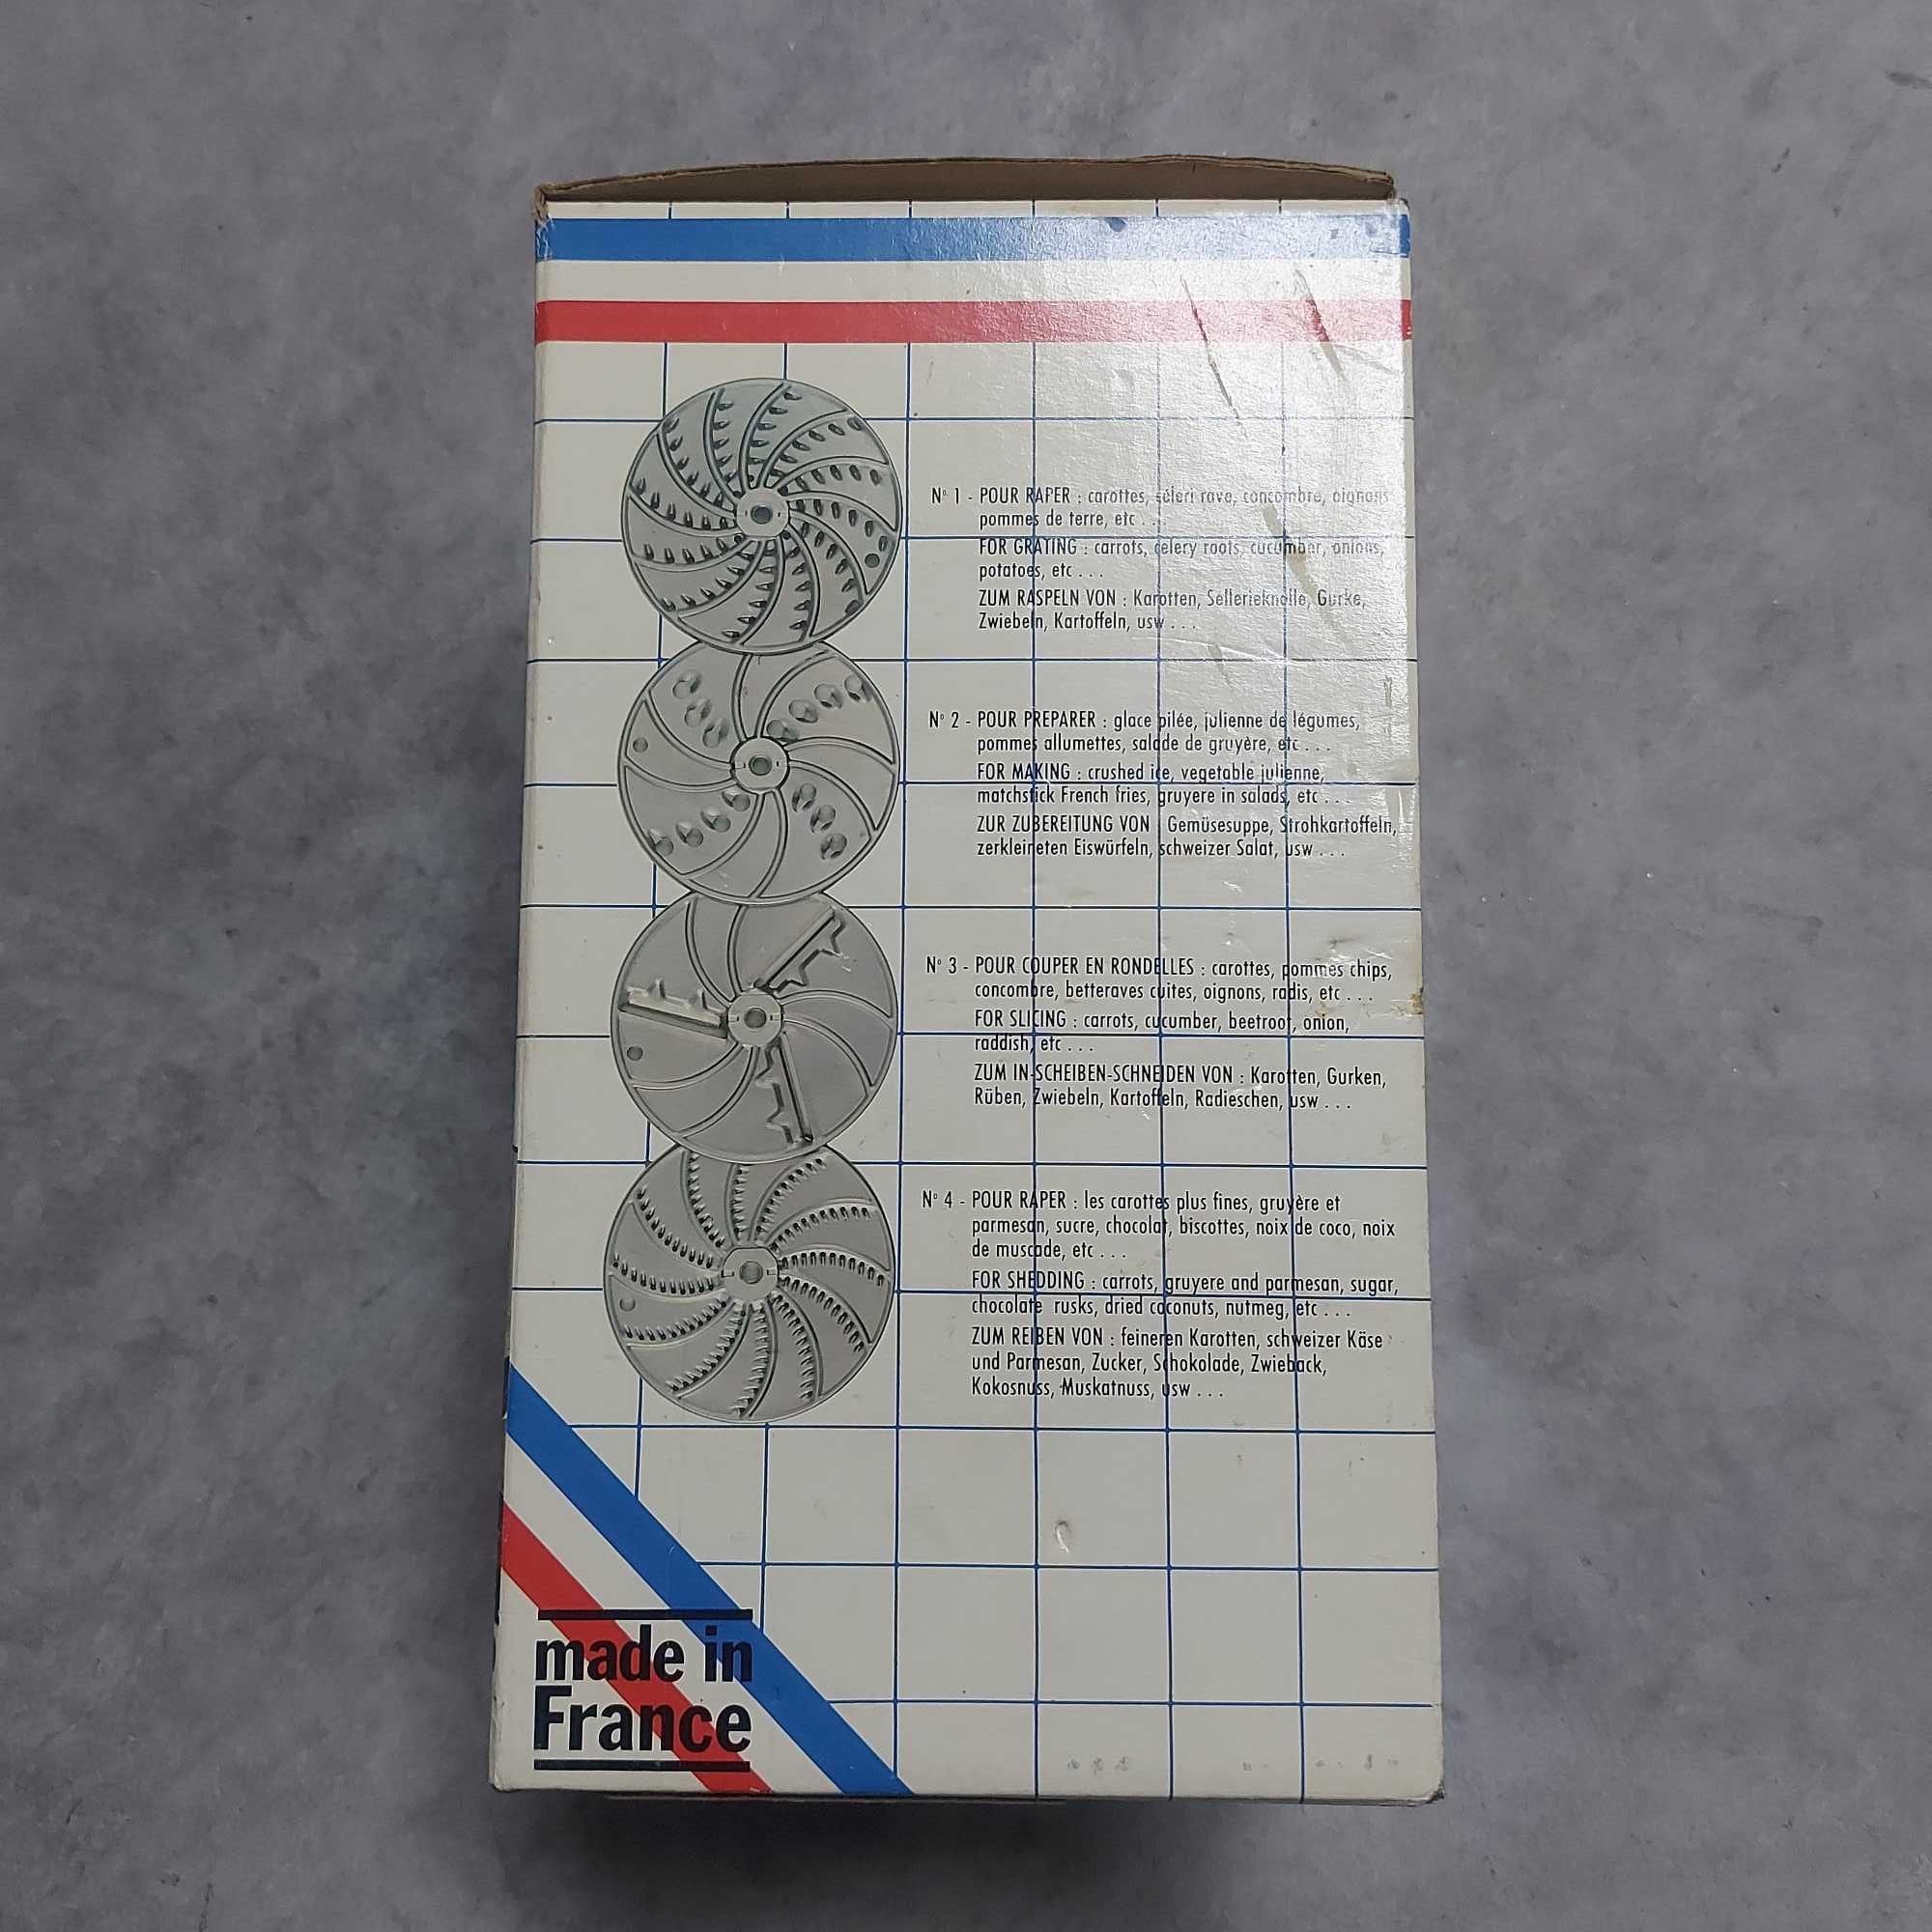 N° 1 - POUR RAPER : carottes, séleri rave, concombre, oignons
pommes de terre, etc . . .
FOR GRATING : carrots, celery roots, cucumber, onions,
potatoes, etc . . .
ZUM RASPELN VON : Karotten, Sellerieknolle, Gurke,
Zwiebeln, Kartoffeln, usw . . .
N° 2 - POUR PREPARER : glace pilée, julienne de légumes,
pommes allumettes, salade de gruyère, etc . . .
FOR MAKING : crushed ice, vegetable julienne,
matchstick French fries, gruyere in salads, etc . . .
ZUR ZUBEREITUNG VON : Gemüsesuppe, Strohkartoffeln,
zerkleineten Eiswürfeln, schweizer Salat, usw . . .
N° 3 - POUR COUPER EN RONDELLES : carottes, pommes chips,
concombre, betteraves cuites, oignons, radis, etc . . .
FOR SLICING : carrots, cucumber, beetroot, onion,
raddish, etc . . .
ZUM IN-SCHEIBEN-SCHNEIDEN VON : Karotten, Gurken,
Rüben, Zwiebeln, Kartoffeln, Radieschen, usw . . .
N° 4 - POUR RAPER : les carottes plus fines, gruyère et
parmesan, sucre, chocolat, biscottes, noix de coco, noix
de muscade, etc . . .
FOR SHEDDING : carrots, gruyere and parmesan, sugar,
chocolate rusks, dried coconuts, nutmeg, etc . . .
ZUM REIBEN VON : feineren Karotten, schweizer Käse
und Parmesan, Zucker, Schokolade, Zwieback,
Kokosnuss, Muskatnuss, usw . . .
made in
France